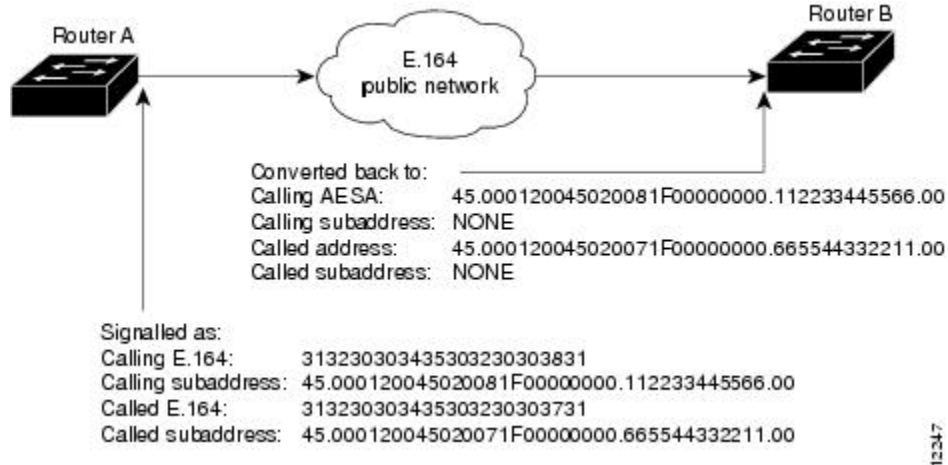 Router A
Router B
E.164
public network
Converted back to:
Calling AESA: 45.000120045020081F00000000.112233445566.00
Calling subaddress: NONE
Called address: 45.000120045020071F00000000.665544332211.00
Called subaddress: NONE
Signalled as:
Calling E.164: 313230303435303230303831
Calling subaddress: 45.000120045020081F00000000.112233445566.00
Called E.164: 313230303435303230303731
Called subaddress: 45.000120045020071F00000000.665544332211.00
12247